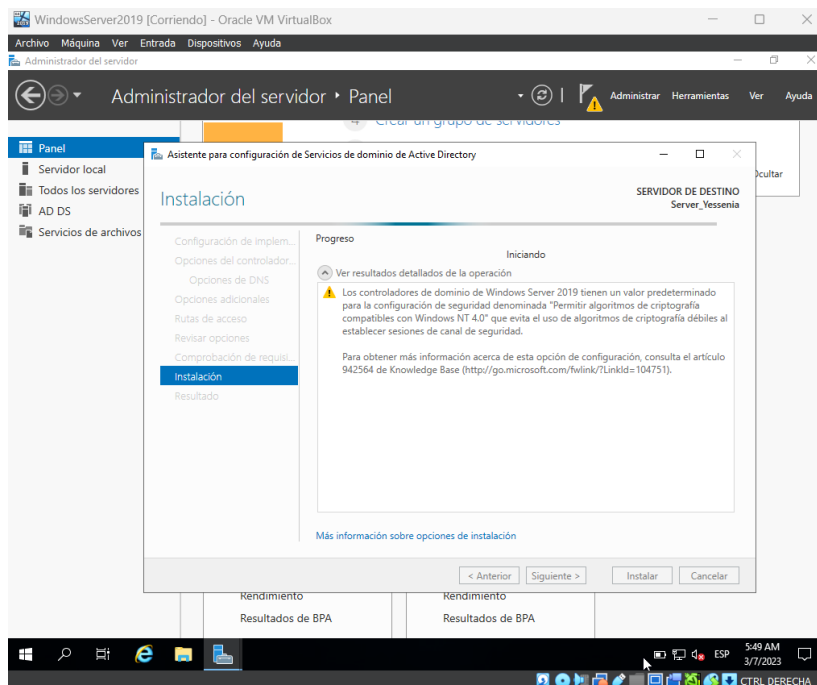 WindowsServer2019 [Corriendo] - Oracle VM VirtualBox
Archivo Máquina Ver Entrada Dispositivos Ayuda
Administrador del servidor
Administrador del servidor Panel
Administrar Herramientas Ver Ayuda
4 Crear un grupo de servidores
Panel
Servidor local
Todos los servidores
AD DS
Servicios de archivos
Ocultar
Asistente para configuración de Servicios de dominio de Active Directory
Instalación
SERVIDOR DE DESTINO
Server_Yessenia
Configuración de implem...
Opciones del controlador...
Opciones de DNS
Opciones adicionales
Rutas de acceso
Revisar opciones
Comprobación de requisi...
Instalación
Resultado
Progreso
Iniciando
Ver resultados detallados de la operación
Los controladores de dominio de Windows Server 2019 tienen un valor predeterminado
para la configuración de seguridad denominada "Permitir algoritmos de criptografía
compatibles con Windows NT 4.0" que evita el uso de algoritmos de criptografía débiles al
establecer sesiones de canal de seguridad.
Para obtener más información acerca de esta opción de configuración, consulta el artículo
942564 de Knowledge Base (http://go.microsoft.com/fwlink/?LinkId=104751).
Más información sobre opciones de instalación
< Anterior Siguiente > Instalar Cancelar
Rendimiento Rendimiento
Resultados de BPA Resultados de BPA
ESP
5:49 AM
3/7/2023
CTRL DERECHA